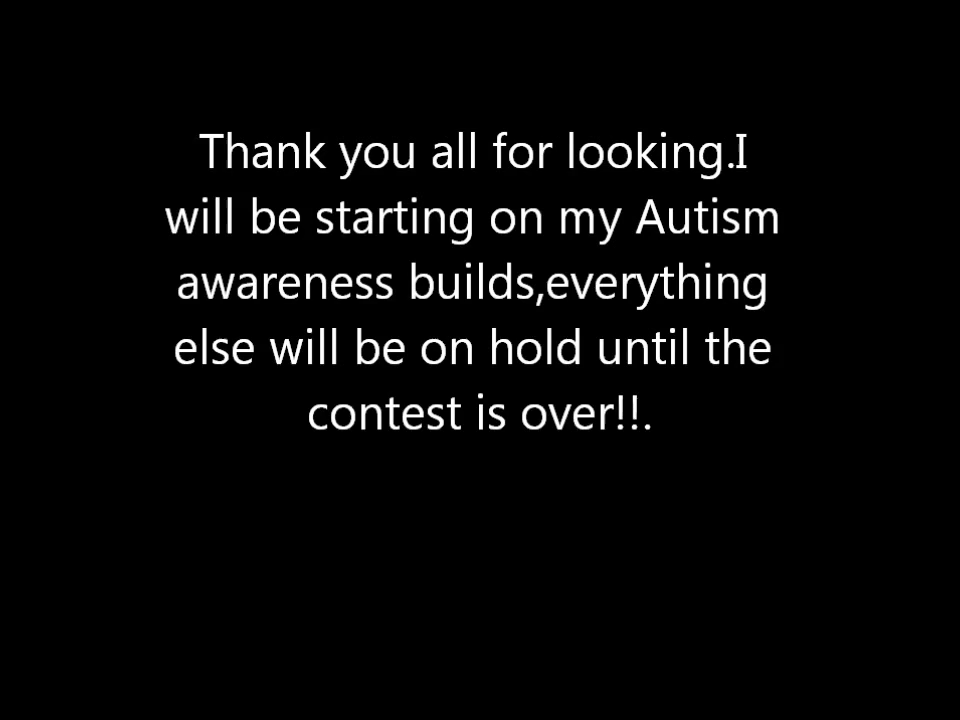 Thank you all for looking.I
will be starting on my Autism
awareness builds,everything
else will be on hold until the
contest is over!!.